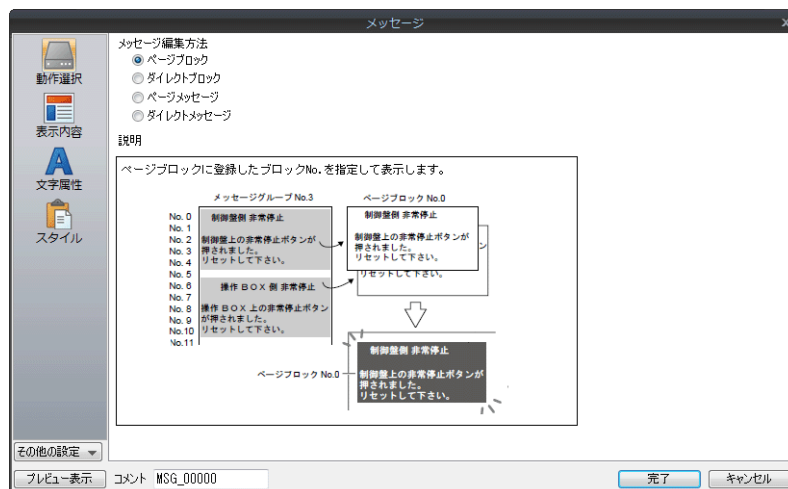 メッセージ
動作選択
表示内容
文字属性
スタイル
その他の設定
プレビュー表示
メッセージ編集方法
ページブロック
ダイレクトブロック
ページメッセージ
ダイレクトメッセージ
説明
ページブロックに登録したブロックNo.を指定して表示します。
メッセージグループ No.3
No. 0
No. 1
No. 2
No. 3
No. 4
No. 5
No. 6
No. 7
No. 8
No. 9
No.10
No.11
制御盤側 非常停止
制御盤上の非常停止ボタンが
押されました。
リセットして下さい。
操作ＢＯＸ 側 非常停止
操作ＢＯＸ 上の非常停止ボタン
が押されました。
リセットして下さい。
ページブロック No.0
制御盤側 非常停止
制御盤上の非常停止ボタンが
押されました。
リセットして下さい。
ン
リセットして下さい。
ページブロック No.0
制御盤側 非常停止
制御盤上の非常停止ボタンが
押されました。
リセットして下さい。
コメント MSG_00000
完了
キャンセル